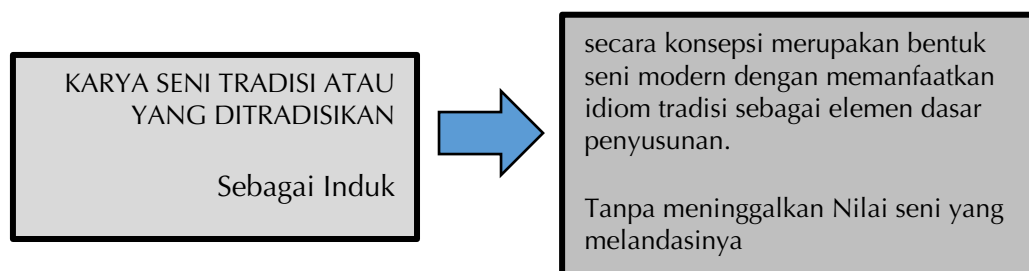 KARYA SENI TRADISI ATAU
YANG DITRADISIKAN
Sebagai Induk
secara konsepsi merupakan bentuk
seni modern dengan memanfaatkan
idiom tradisi sebagai elemen dasar
penyusunan.
Tanpa meninggalkan Nilai seni yang
melandasinya